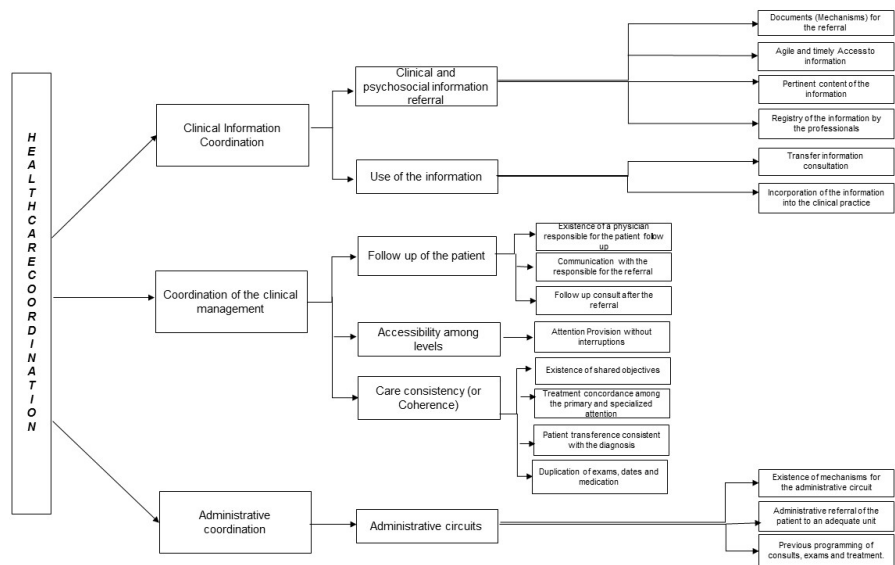 HEALTHCARECOORDINATION
Clinical Information
Coordination
Clinical and
psychosocial information
referral
Documents (Mechanisms) for
the referral
Agile and timely Access to
information
Pertinent content of the
information
Registry of the information by
the professionals
Use of the information
Transfer information
consultation
Incorporation of the information
into the clinical practice
Coordination of the clinical
management
Follow up of the patient
Existence of a physician
responsible for the patient follow
up
Communication with the
responsible for the referral
Follow up consult after the
referral
Accessibility among
levels
Attention Provision without
interruptions
Care consistency (or
Coherence)
Existence of shared objectives
Treatment concordance among
the primary and specialized
attention
Patient transference consistent
with the diagnosis
Duplication of exams, dates and
medication
Administrative
coordination
Administrative circuits
Existence of mechanisms for
the administrative circuit
Administrative referral of the
patient to an adequate unit
Previous programming of
consults, exams and treatment.